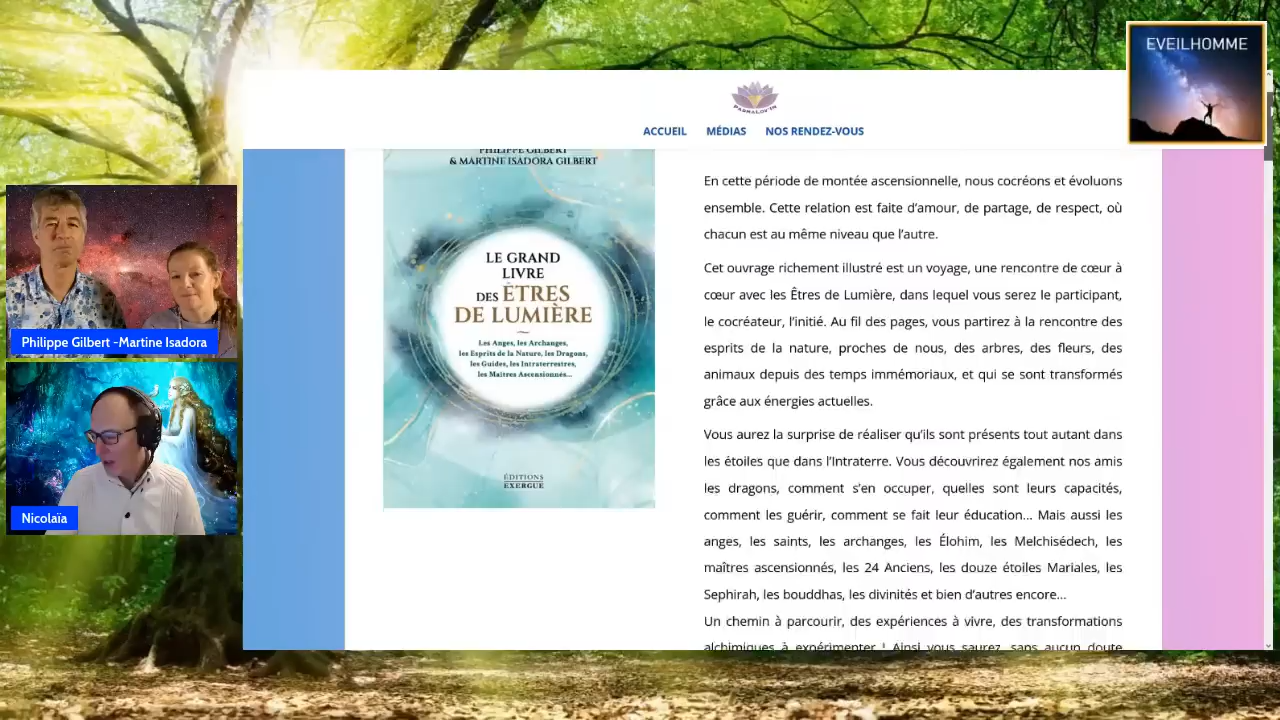 EVEILHOMME
PABHALOV'IN
ACCUEIL MÉDIAS NOS RENDEZ-VOUS
PHILIPPE GILBERT
& MARTINE ISADORA GILBERT
LE GRAND
LIVRE
DES ÊTRES
DE LUMIÈRE
Les Anges, les Archanges,
les Esprits de la Nature, les Dragons,
les Guides, les Intraterrestres,
les Maîtres Ascensionnés...
ÉDITIONS
EXERGUE
En cette période de montée ascensionnelle, nous cocréons et évoluons
ensemble. Cette relation est faite d'amour, de partage, de respect, où
chacun est au même niveau que l'autre.
Cet ouvrage richement illustré est un voyage, une rencontre de cœur à
cœur avec les Êtres de Lumière, dans lequel vous serez le participant,
le cocréateur, l'initié. Au fil des pages, vous partirez à la rencontre des
esprits de la nature, proches de nous, des arbres, des fleurs, des
animaux depuis des temps immémoriaux, et qui se sont transformés
grâce aux énergies actuelles.
Vous aurez la surprise de réaliser qu'ils sont présents tout autant dans
les étoiles que dans l'Intraterre. Vous découvrirez également nos amis
les dragons, comment s'en occuper, quelles sont leurs capacités,
comment les guérir, comment se fait leur éducation... Mais aussi les
anges, les saints, les archanges, les Élohim, les Melchisédech, les
maîtres ascensionnés, les 24 Anciens, les douze étoiles Mariales, les
Sephirah, les bouddhas, les divinités et bien d'autres encore...
Un chemin à parcourir, des expériences à vivre, des transformations
alchimiques à expérimenter ! Ainsi vous saurez, sans aucun doute
Philippe Gilbert -Martine Isadora
Nicolaïa